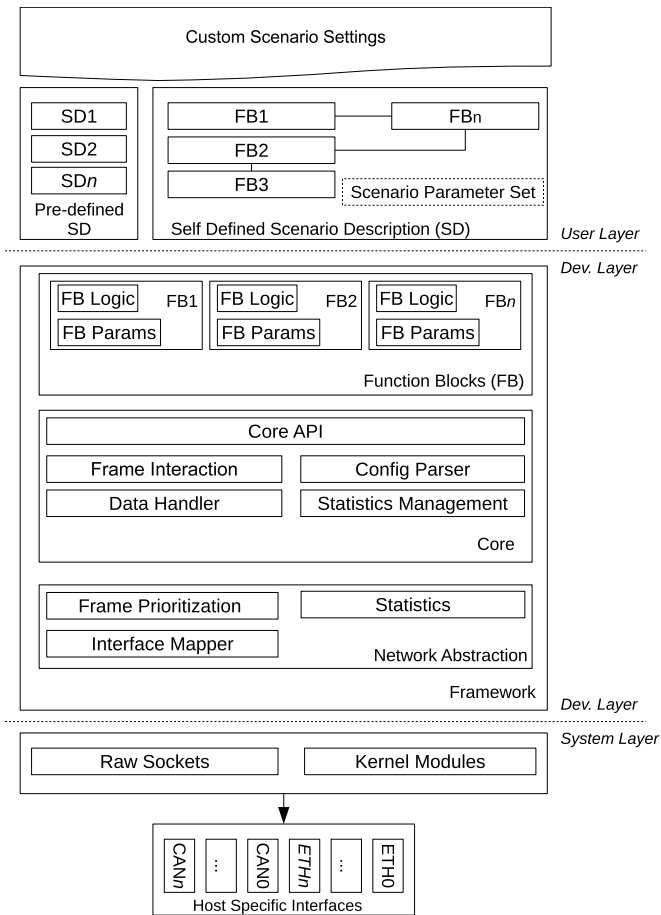 Custom Scenario Settings
SD1
SD2
SDn
Pre-defined
SD
FB1
FBn
FB2
FB3
Scenario Parameter Set
Self Defined Scenario Description (SD)
User Layer
Dev. Layer
FB Logic
FB1
FB Params
FB Logic
FB2
FB Params
FB Logic
FBn
FB Params
Function Blocks (FB)
Core API
Frame Interaction
Config Parser
Data Handler
Statistics Management
Core
Frame Prioritization
Statistics
Interface Mapper
Network Abstraction
Framework
Dev. Layer
System Layer
Raw Sockets
Kernel Modules
CANn
...
CAN0
ETHn
...
ETH0
Host Specific Interfaces